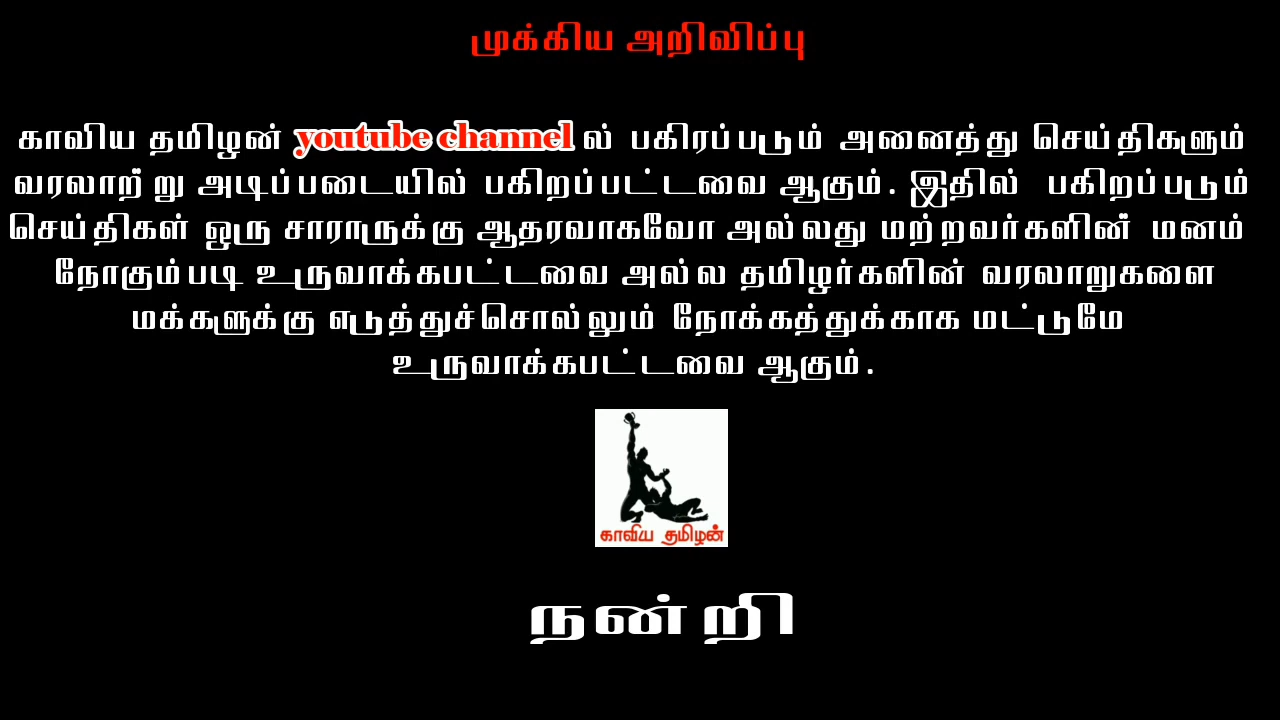 முக்கிய அறிவிப்பு
காவிய தமிழன் youtube channel ல் பகிரப்படும் அனைத்து செய்திகளும்
வரலாற்று அடிப்படையில் பகிறப்பட்டவை ஆகும். இதில் பகிறப்படும்
செய்திகள் ஒரு சாராருக்கு ஆதரவாகவோ அல்லது மற்றவர்களின் மனம்
நோகும்படி உருவாக்கபட்டவை அல்ல தமிழர்களின் வரலாறுகளை
மக்களுக்கு எடுத்துச்சொல்லும் நோக்கத்துக்காக மட்டுமே
உருவாக்கபட்டவை ஆகும்.
காவிய தமிழன்
நன்றி